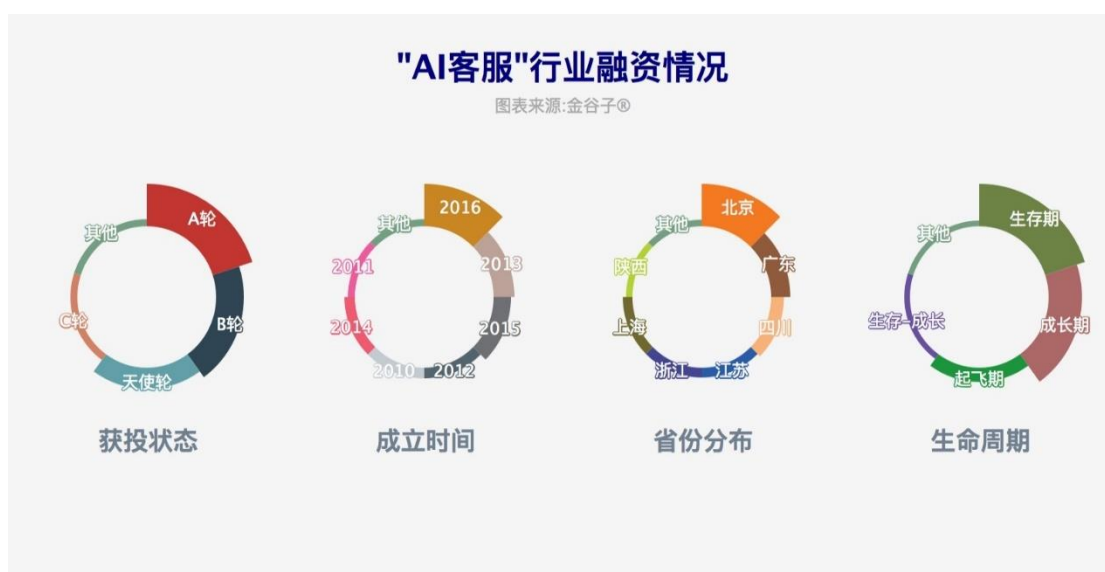 "AI客服"行业融资情况
图表来源:金谷子®
A轮
B轮
天使轮
C轮
其他
获投状态
2016
2013
2015
2012
2010
2014
2011
其他
成立时间
北京
广东
四川
江苏
浙江
上海
陕西
其他
省份分布
生存期
成长期
起飞期
生存-成长
其他
生命周期